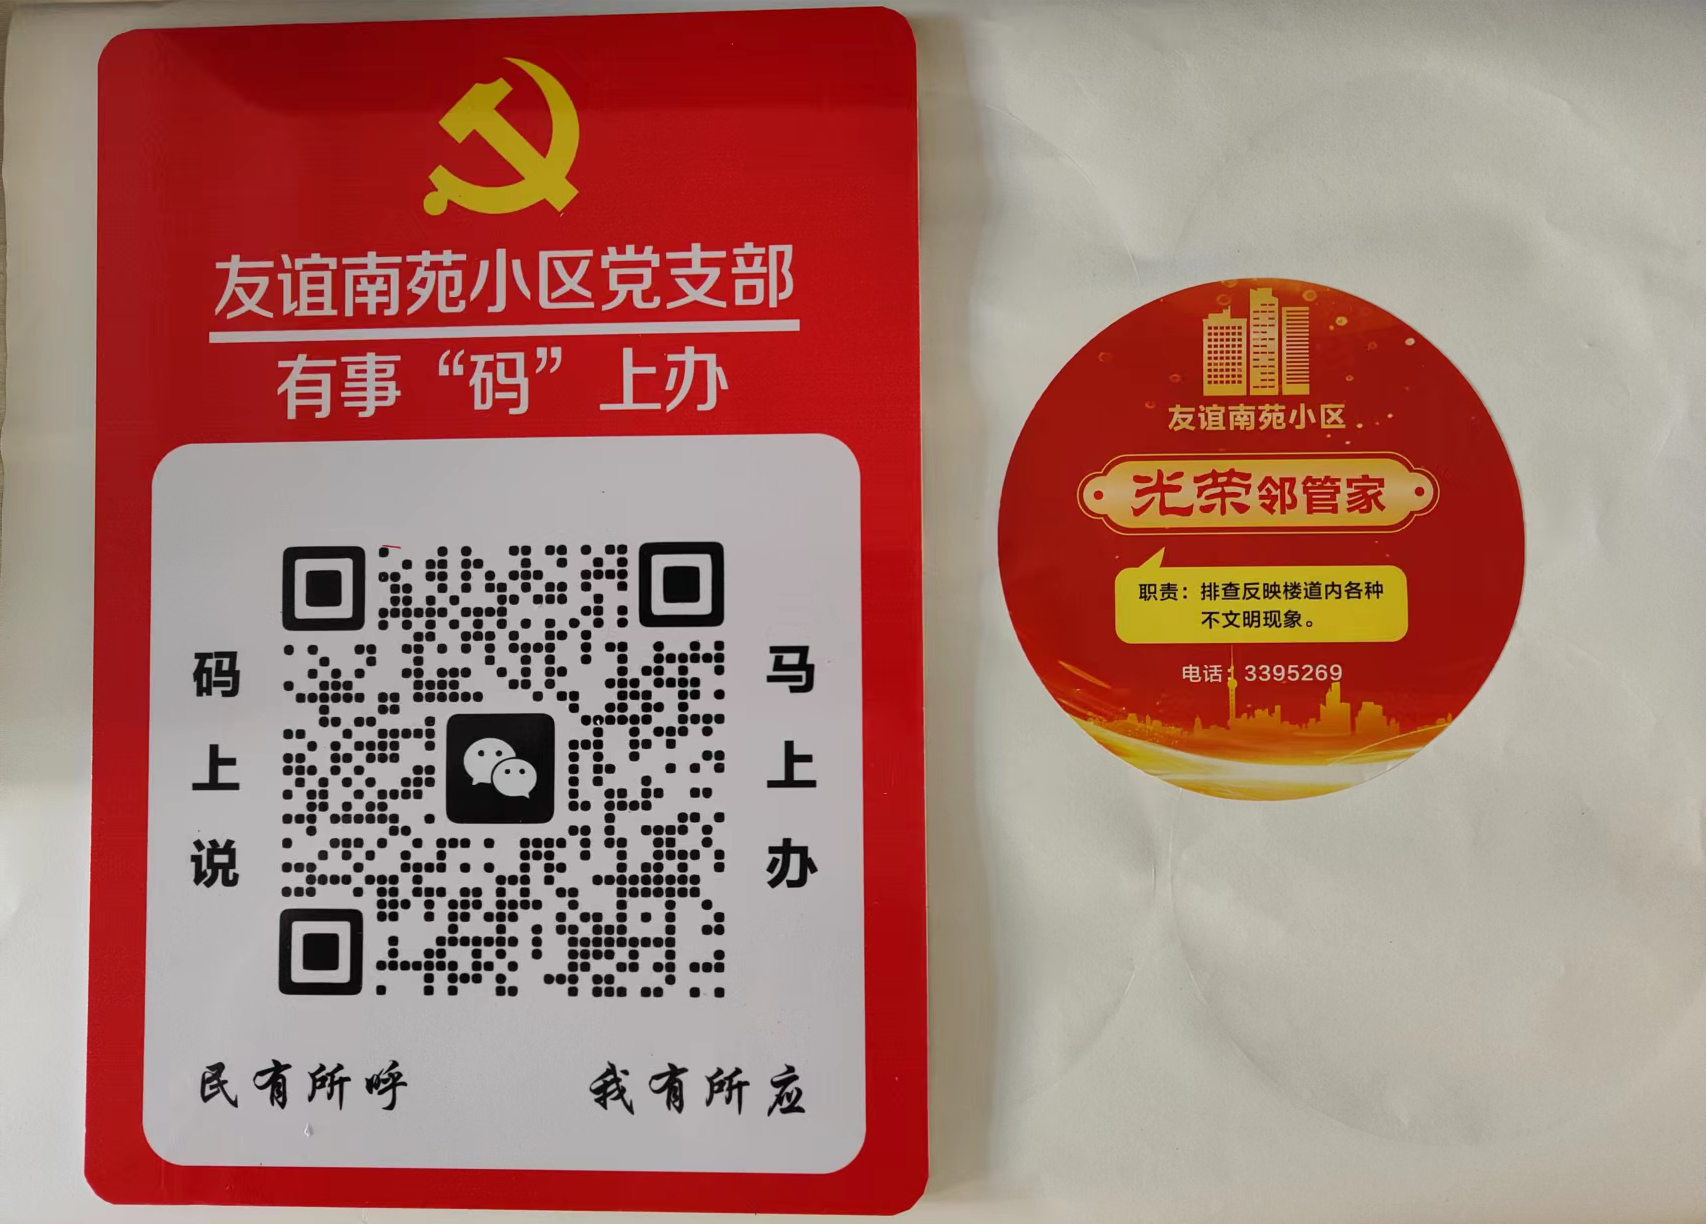 友谊南苑小区党支部
有事“码”上办
码上说
马上办
民有所呼
我有所应
友谊南苑小区
光荣邻管家
职责：排查反映楼道内各种
不文明现象。
电话：3395269